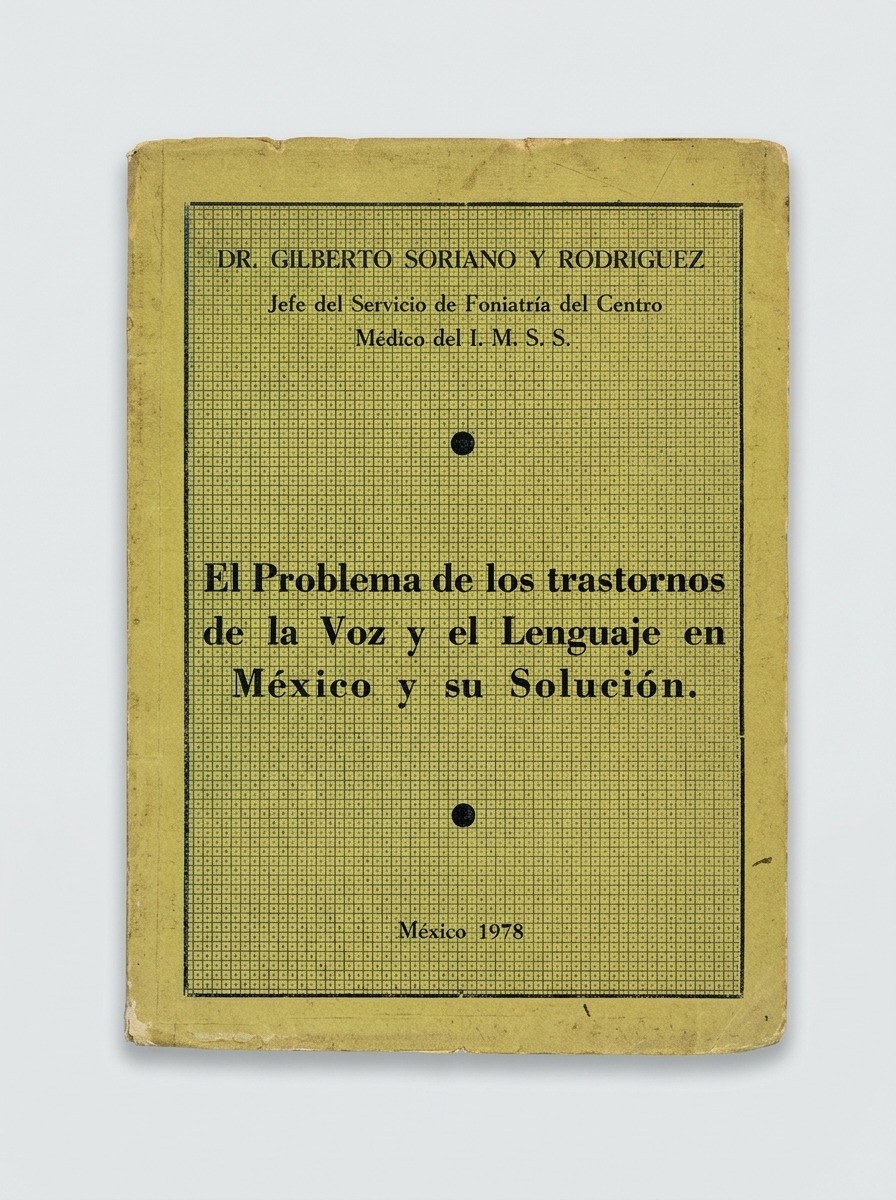 DR. GILBERTO SORIANO Y RODRIGUEZ
Jefe del Servicio de Foniatría del Centro
Médico del I. M. S. S.
El Problema de los trastornos
de la Voz y el Lenguaje en
México y su Solución.
México 1978